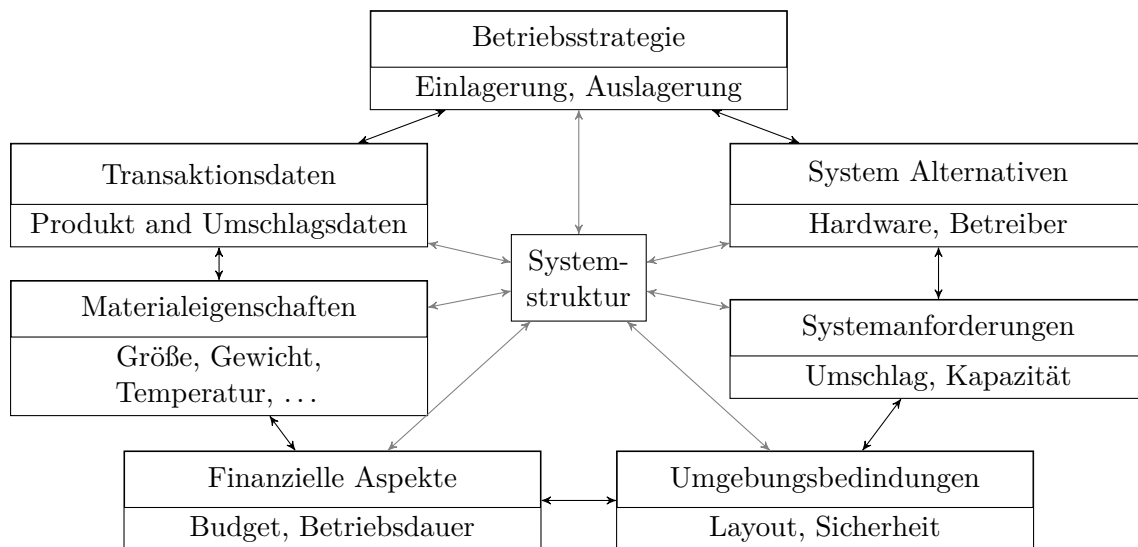 Betriebsstrategie
Einlagerung, Auslagerung
Transaktionsdaten
Produkt and Umschlagsdaten
System Alternativen
Hardware, Betreiber
System-
struktur
Materialeigenschaften
Größe, Gewicht,
Temperatur, …
Systemanforderungen
Umschlag, Kapazität
Finanzielle Aspekte
Budget, Betriebsdauer
Umgebungsbedingungen
Layout, Sicherheit